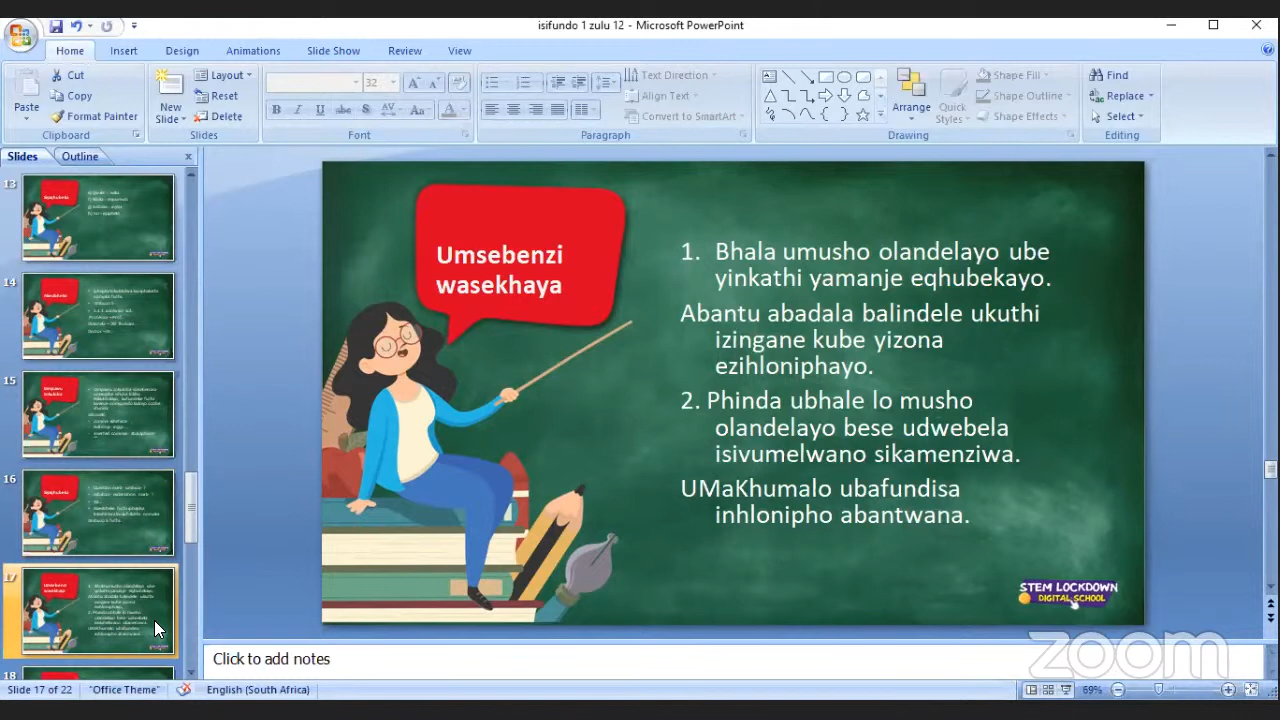 isifundo 1 zulu 12 - Microsoft PowerPoint
Home Insert Design Animations Slide Show Review View
Paste
Cut
Copy
Format Painter
Clipboard
New Slide
Layout
Reset
Delete
Slides
32
B I U abc S AV Aa A
Font
Text Direction
Align Text
Convert to SmartArt
Paragraph
Arrange
Quick Styles
Shape Fill
Shape Outline
Shape Effects
Drawing
Find
Replace
Select
Editing
Slides Outline
13
14
15
16
17
18
Umsebenzi
wasekhaya
1. Bhala umusho olandelayo ube
yinkathi yamanje eqhubekayo.
Abantu abadala balindele ukuthi
izingane kube yizona
ezihloniphayo.
2. Phinda ubhale lo musho
olandelayo bese udwebela
isivumelwano sikamenziwa.
UMaKhumalo ubafundisa
inhlonipho abantwana.
STEM LOCKDOWN
DIGITAL SCHOOL
Click to add notes
zoom
Slide 17 of 22 "Office Theme" English (South Africa) 69%